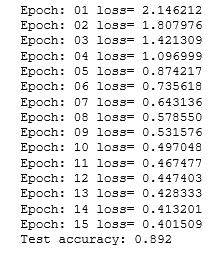 Epoch: 01 loss= 2.146212
Epoch: 02 loss= 1.807976
Epoch: 03 loss= 1.421309
Epoch: 04 loss= 1.096999
Epoch: 05 loss= 0.874217
Epoch: 06 loss= 0.735618
Epoch: 07 loss= 0.643136
Epoch: 08 loss= 0.578550
Epoch: 09 loss= 0.531576
Epoch: 10 loss= 0.497048
Epoch: 11 loss= 0.467477
Epoch: 12 loss= 0.447403
Epoch: 13 loss= 0.428333
Epoch: 14 loss= 0.413201
Epoch: 15 loss= 0.401509
Test accuracy: 0.892